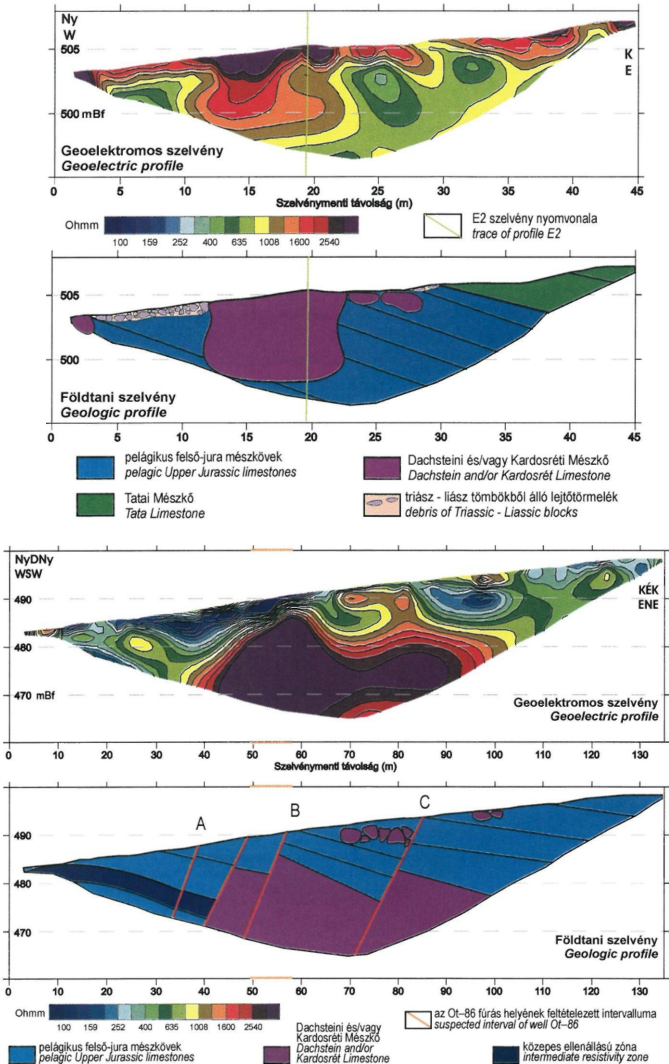 Ny
W
505
K
E
500 mBf
Geoelektromos szelvény
Geoelectric profile
0 5 10 15 20 25 30 35 40 45
Szelvénymenti távolság (m)
Ohmm
100 159 252 400 635 1008 1600 2540
E2 szelvény nyomvonala
trace of profile E2
505
500
Földtani szelvény
Geologic profile
0 5 10 15 20 25 30 35 40 45
pelágikus felső-jura mészkövek
pelagic Upper Jurassic limestones
Dachsteini és/vagy Kardosréti Mészkő
Dachstein and/or Kardosrét Limestone
Tatai Mészkő
Tata Limestone
triász - liász tömbökből álló lejtőtörmelék
debris of Triassic - Liassic blocks
NyDNy
WSW
490
KÉK
ENE
480
470 mBf
Geoelektromos szelvény
Geoelectric profile
0 10 20 30 40 50 60 70 80 90 100 110 120 130
Szelvénymenti távolság (m)
A B C
490
480
470
Földtani szelvény
Geologic profile
0 10 20 30 40 50 60 70 80 90 100 110 120 130
Ohmm
100 159 252 400 635 1008 1600 2540
az Ot–86 fúrás helyének feltételezett intervalluma
suspected interval of well Ot–86
pelágikus felső-jura mészkövek
pelagic Upper Jurassic limestones
Dachsteini és/vagy
Kardosréti Mészkő
Dachstein and/or
Kardosrét Limestone
közepes ellenállású zóna
intermediate resistivity zone